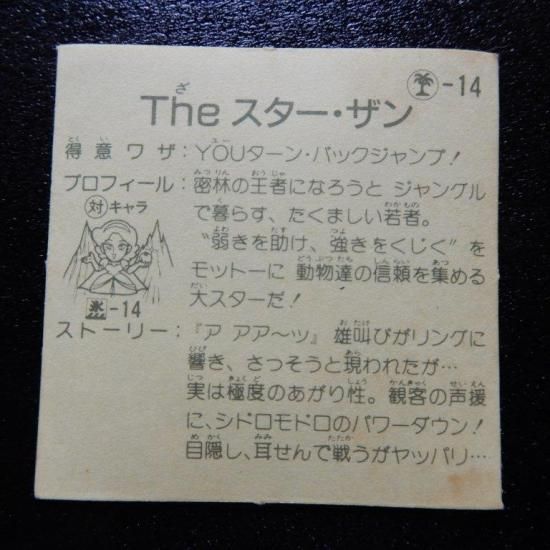 -14
The スター・ザン
得意ワザ:YOUターン・バックジャンプ!
プロフィール:密林の王者になろうと ジャングル
で暮らす、たくましい若者。
"弱きを助け、強きをくじく"を
モットーに 動物達の信頼を集める
大スターだ!
対キャラ
氷-14
ストーリー:『ア アア〜ッ』雄叫びがリングに
響き、さっそうと現われたが…
実は極度のあがり性。観客の声援
に、シドロモドロのパワーダウン!
目隠し、耳せんで戦うがヤッパリ…